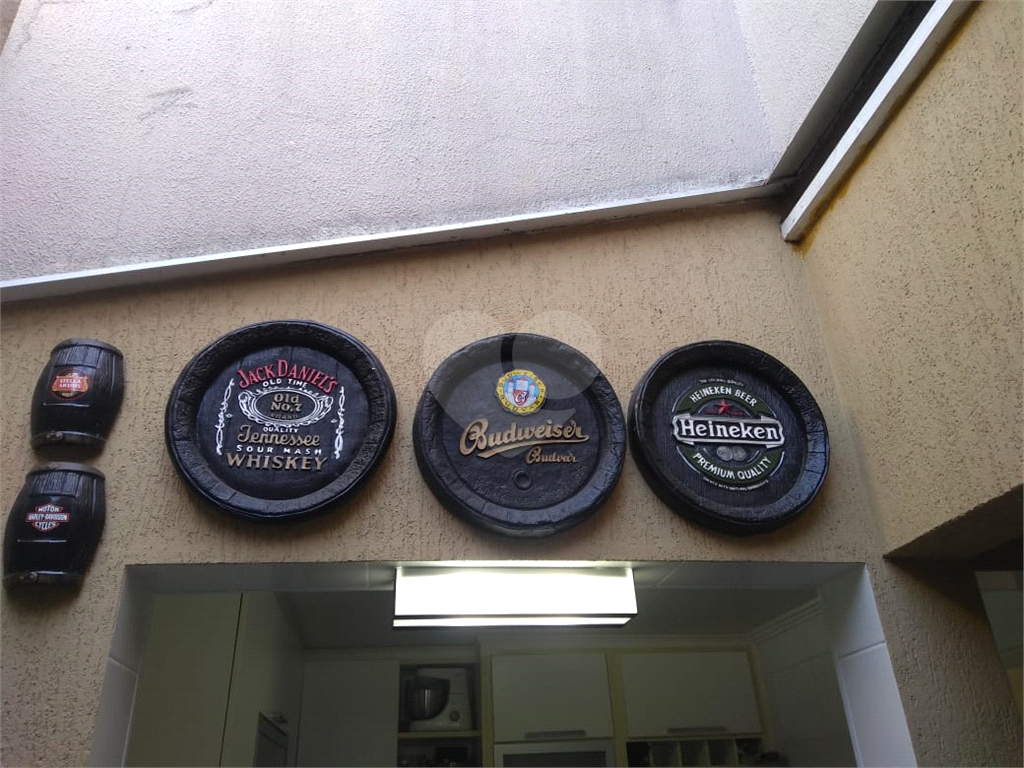 STELLA
ARTOIS
MOTOR
HARLEY-DAVIDSON
CYCLES
JACK DANIEL'S
OLD TIME
Old
No.7
BRAND
QUALITY
Tennessee
SOUR MASH
WHISKEY
Budweiser
Budvar
HEINEKEN BEER
Heineken
PREMIUM QUALITY